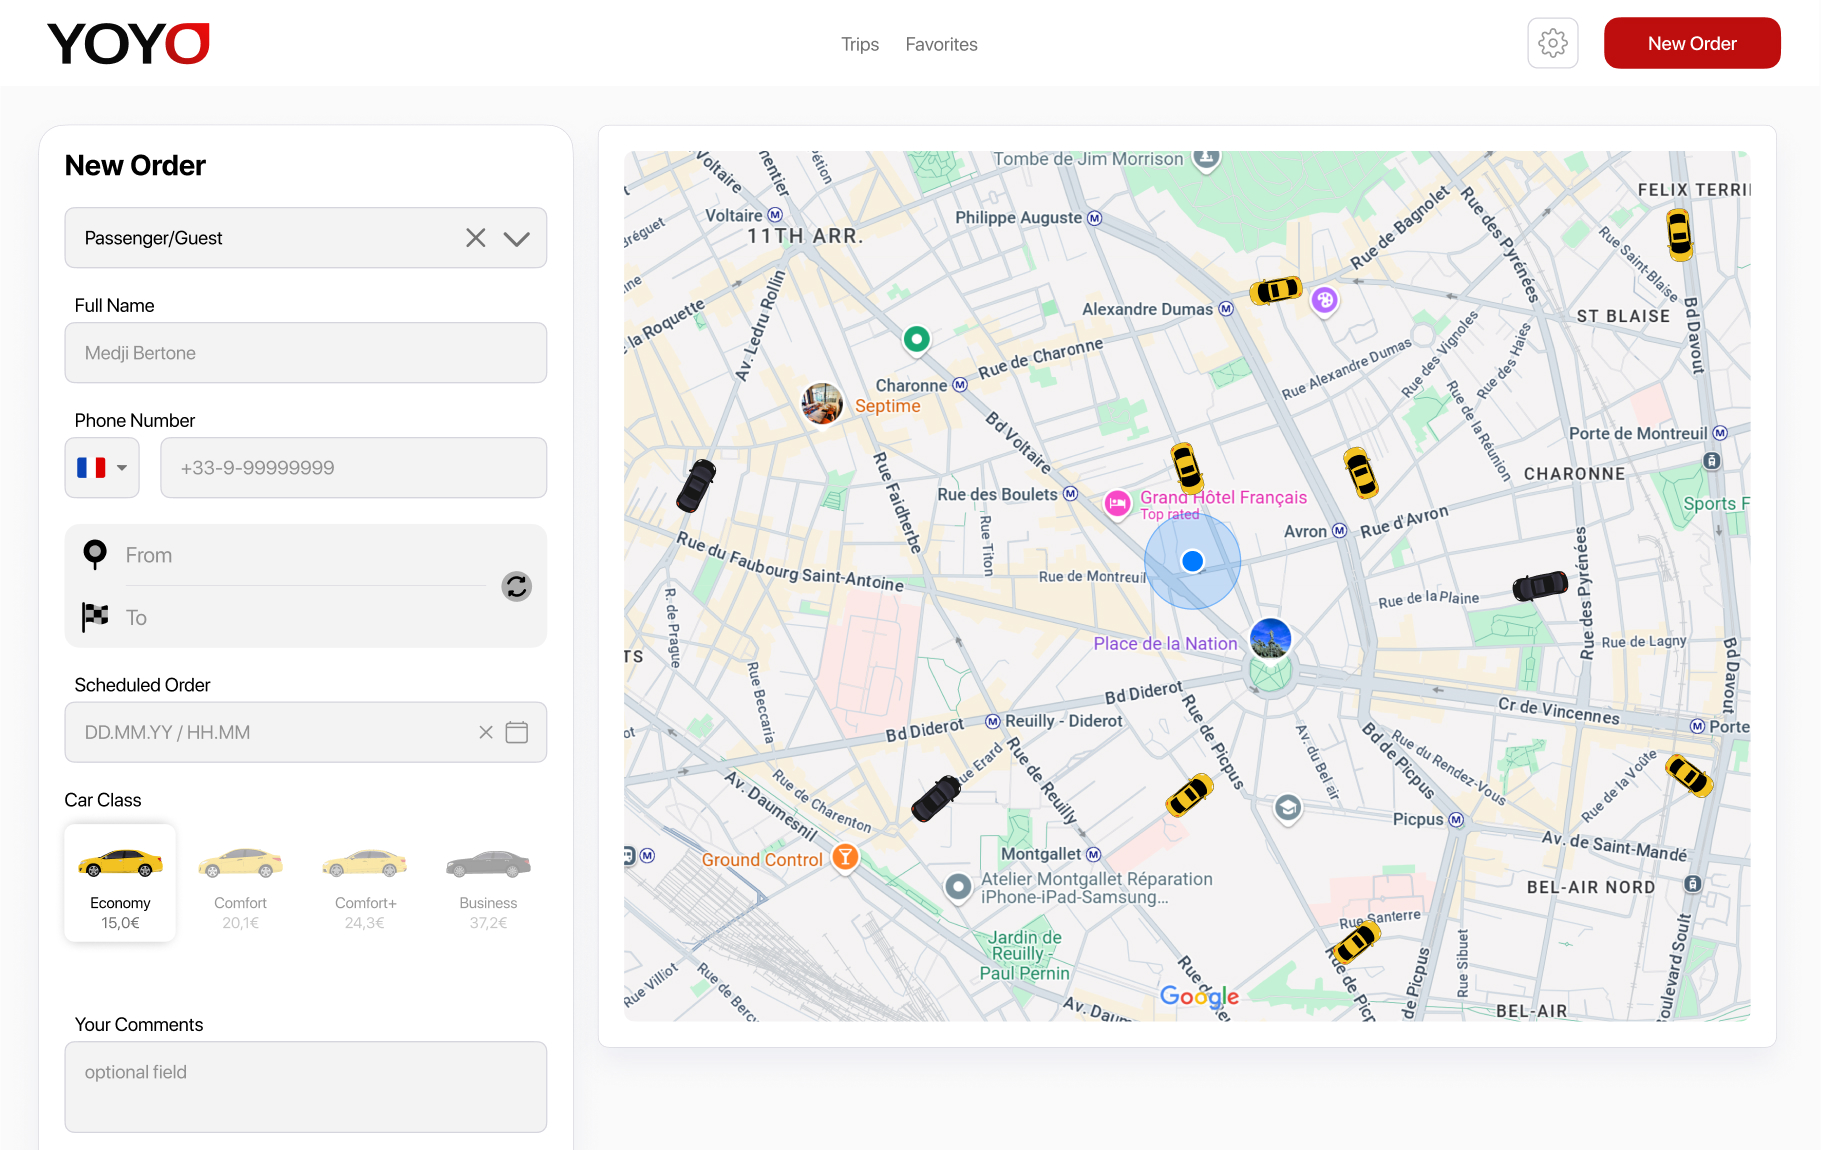 YOYO
Trips
Favorites
New Order
New Order
Passenger/Guest
Full Name
Medji Bertone
Phone Number
+33-9-99999999
From
To
Scheduled Order
DD.MM.YY / HH.MM
Car Class
Economy
15,0€
Comfort
20,1€
Comfort+
24,3€
Business
37,2€
Your Comments
optional field
Tombe de Jim Morrison
FELIX TERRI
Voltaire
Voltaire
11TH ARR.
Philippe Auguste
Rue de Bagnolet
Rue des Pyrénées
Rue Saint-Blaise
la Roquette
Av. Ledru Rollin
Alexandre Dumas
ST BLAISE
Bd Davout
Rue de Charonne
Charonne
Septime
Rue Alexandre Dumas
Rue des Vignoles
Rue des Haies
Rue de la Réunion
Bd Voltaire
Porte de Montreuil
CHARONNE
Rue Faidherbe
Rue des Boulets
Grand Hôtel Français
Top rated
Sports F
Avron
Rue d'Avron
Rue Titon
Rue du Faubourg Saint-Antoine
Rue de Montreuil
Rue des Pyrénées
Rue de la Plaine
R. de Prague
Place de la Nation
Rue de Lagny
TS
Rue Beccaria
Bd Diderot
Bd Davout
Bd Diderot
Reuilly - Diderot
Rue de Picpus
Cr de Vincennes
Porte
ot
Av. du Bel air
Bd de Picpus
Rue du Rendez-Vous
Rue de la Voûte
ue Erard
Rue de Reuilly
Av. Daumesnil
Rue de Charenton
Picpus
Av. de Saint-Mandé
Ground Control
Montgallet
Atelier Montgallet Réparation
iPhone-iPad-Samsung...
BEL-AIR NORD
Rue Santerre
Jardin de
Reuilly -
Paul Pernin
Rue Villiot
Rue de Bercy
Rue Sibuet
oulevard Soult
de Picpus
Google
BEL-AIR